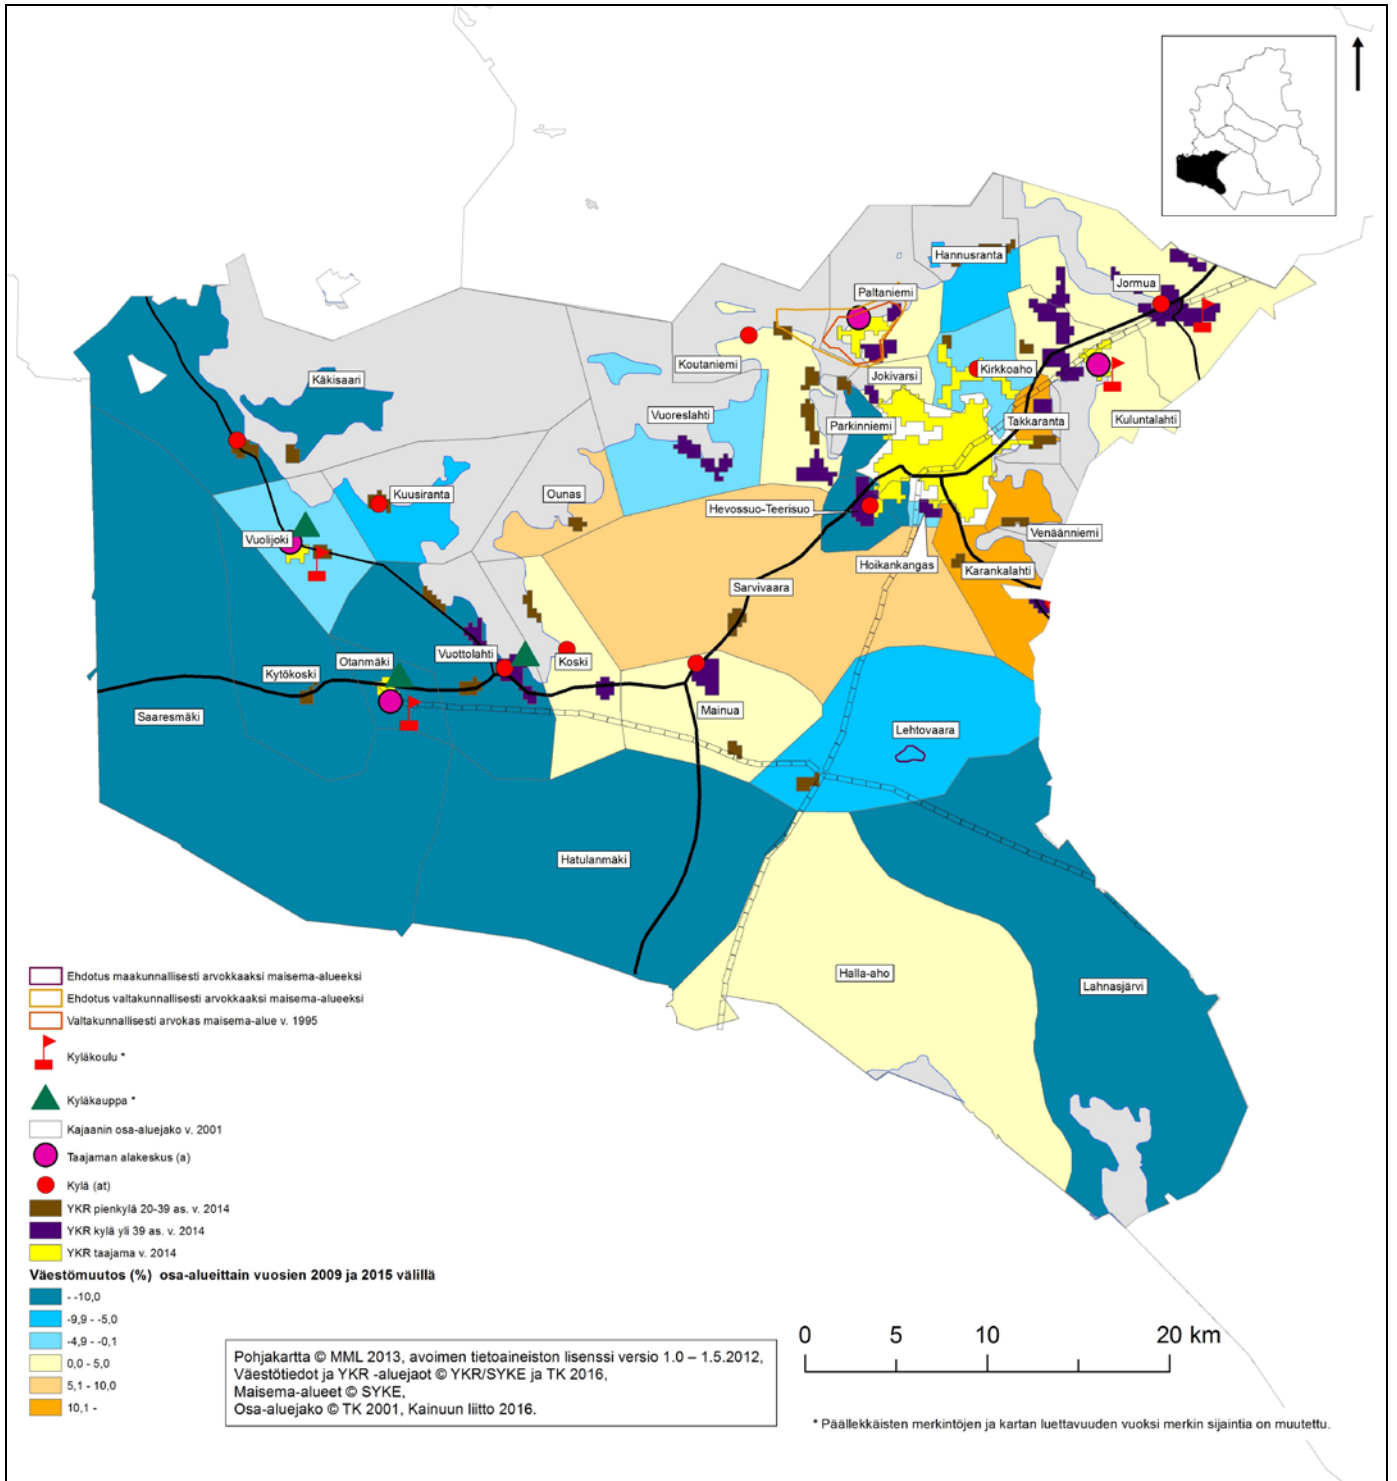 Hannusranta
Paltaniemi
Jormua
Koutaniemi
Kirkkoaho
Käkisaari
Jokivarsi
Vuoreslahti
Takkaranta
Kuluntalahti
Parkinniemi
Kuusiranta
Ounas
Hevossuo-Teerisuo
Venäänniemi
Vuolijoki
Hoikankangas
Karankalahti
Sarvivaara
Vuottolahti
Koski
Otanmäki
Kytökoski
Mainua
Saaresmäki
Lehtovaara
Hatulanmäki
Halla-aho
Lahnasjärvi
Ehdotus maakunnallisesti arvokkaaksi maisema-alueeksi
Ehdotus valtakunnallisesti arvokkaaksi maisema-alueeksi
Valtakunnallisesti arvokas maisema-alue v. 1995
Kyläkoulu *
Kyläkauppa *
Kajaanin osa-aluejako v. 2001
Taajaman alakeskus (a)
Kylä (at)
YKR pienkylä 20-39 as. v. 2014
YKR kylä yli 39 as. v. 2014
YKR taajama v. 2014
Väestömuutos (%) osa-alueittain vuosien 2009 ja 2015 välillä
- -10,0
-9,9 - -5,0
-4,9 - -0,1
0,0 - 5,0
5,1 - 10,0
10,1 -
Pohjakartta © MML 2013, avoimen tietoaineiston lisenssi versio 1.0 – 1.5.2012,
Väestötiedot ja YKR -aluejaot © YKR/SYKE ja TK 2016,
Maisema-alueet © SYKE,
Osa-aluejako © TK 2001, Kainuun liitto 2016.
0 5 10 20 km
* Päällekkäisten merkintöjen ja kartan luettavuuden vuoksi merkin sijaintia on muutettu.